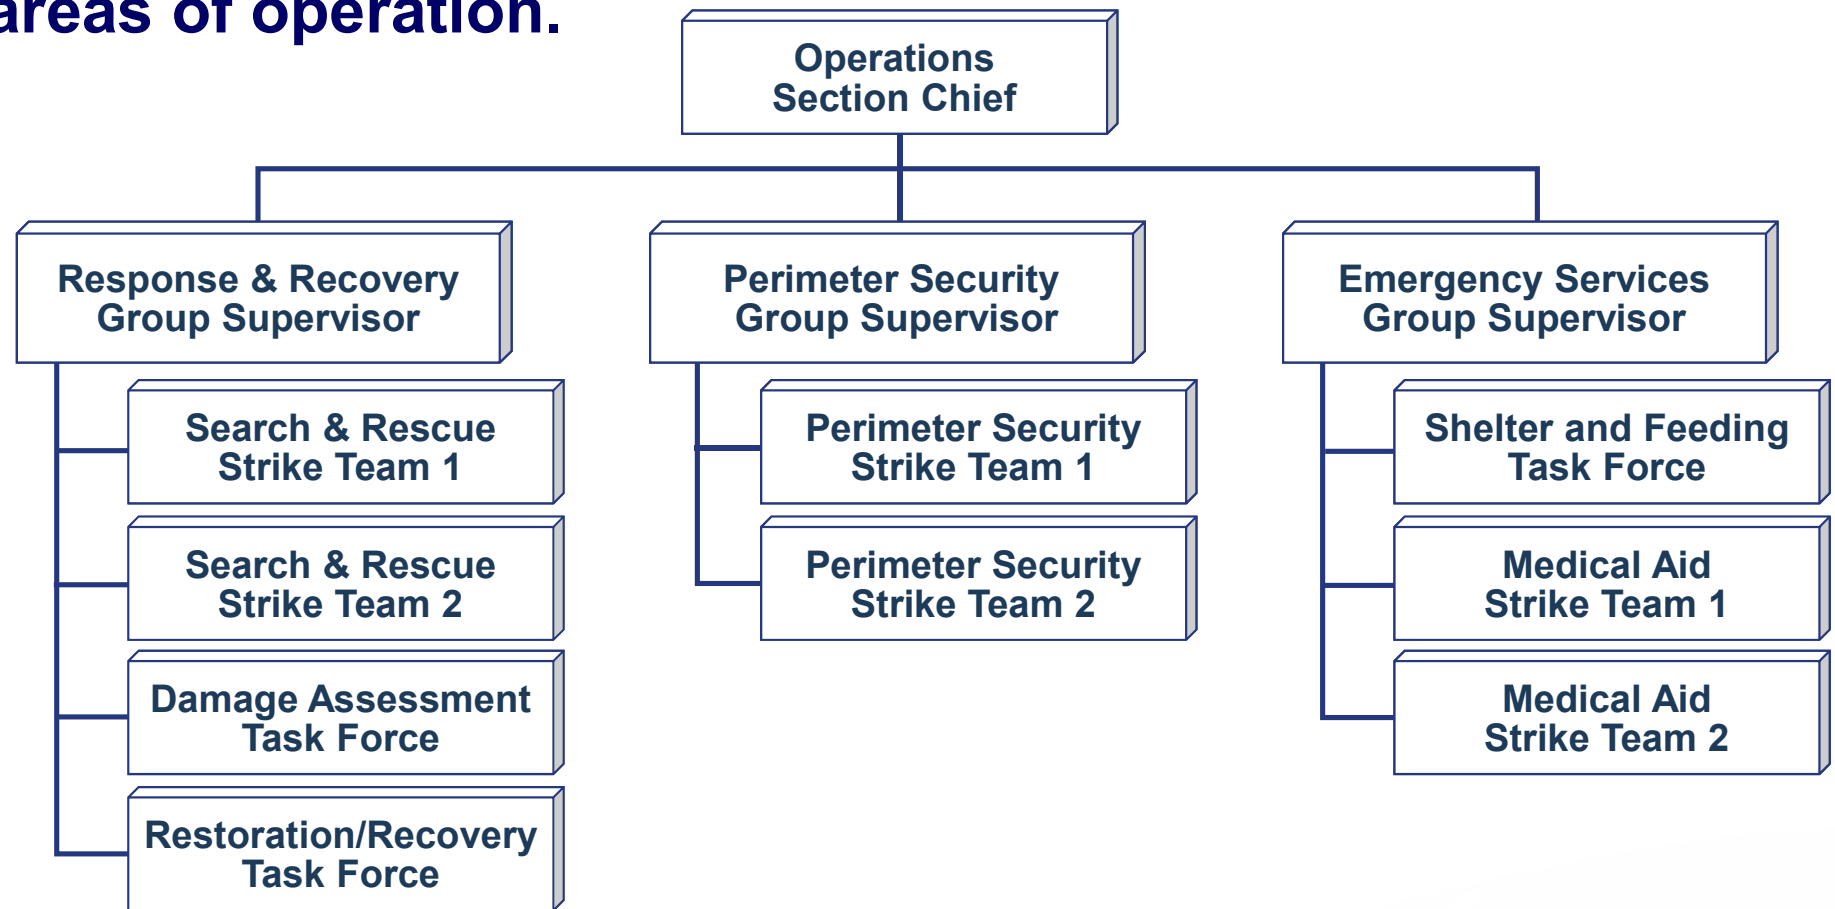 areas of operation.
Operations
Section Chief
Response & Recovery
Group Supervisor
Perimeter Security
Group Supervisor
Emergency Services
Group Supervisor
Search & Rescue
Strike Team 1
Search & Rescue
Strike Team 2
Damage Assessment
Task Force
Restoration/Recovery
Task Force
Perimeter Security
Strike Team 1
Perimeter Security
Strike Team 2
Shelter and Feeding
Task Force
Medical Aid
Strike Team 1
Medical Aid
Strike Team 2